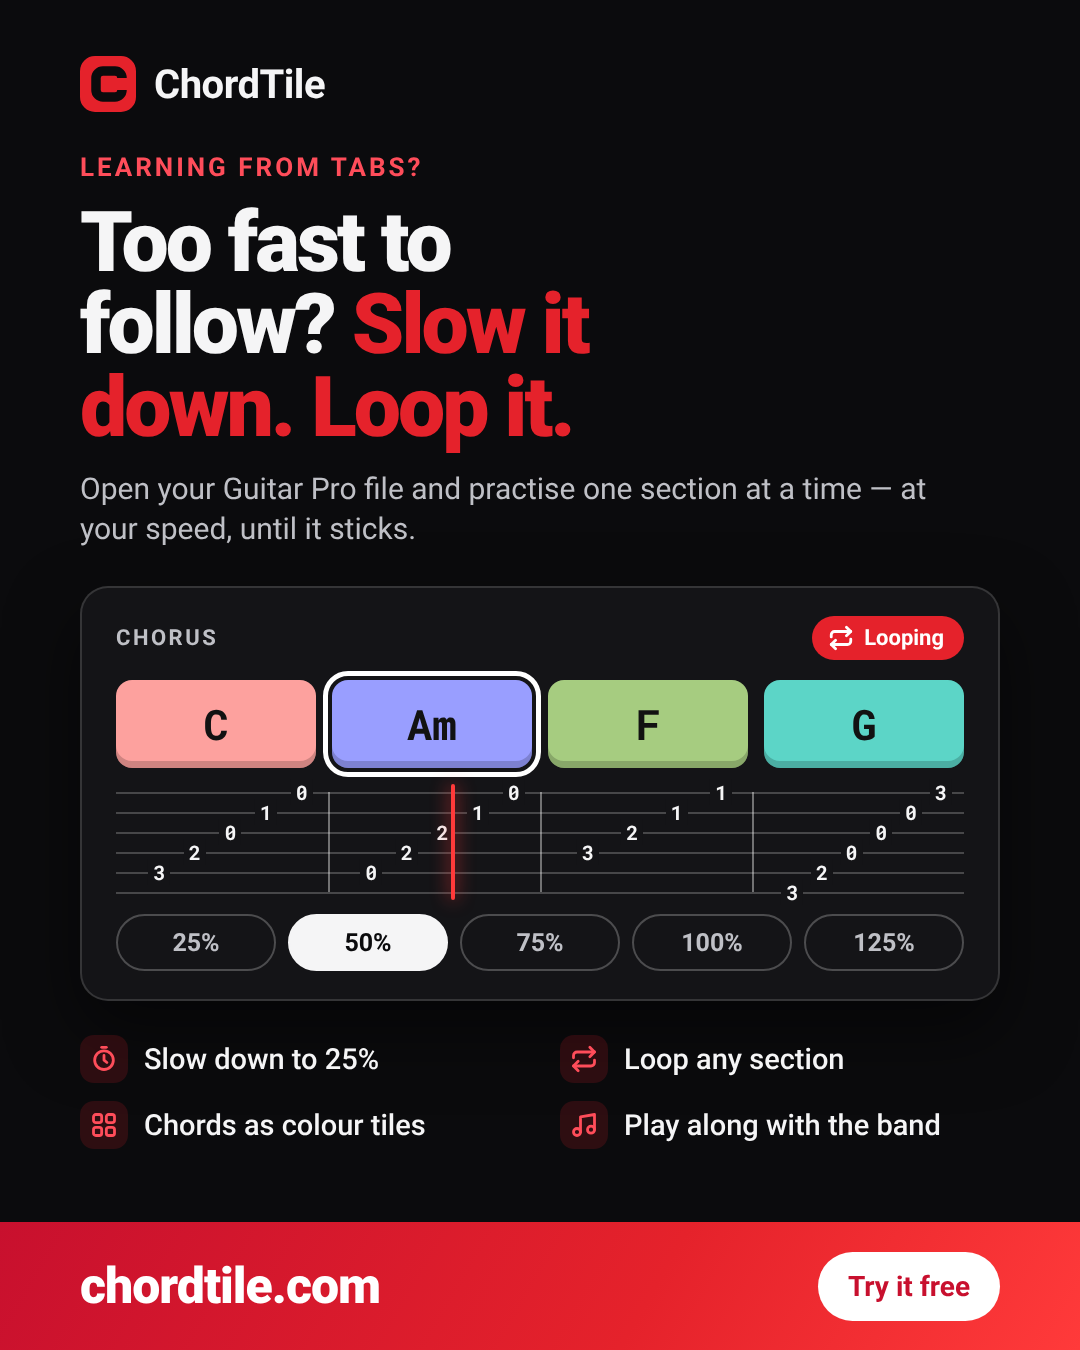 ChordTile
LEARNING FROM TABS?
Too fast to
follow? Slow it
down. Loop it.
Open your Guitar Pro file and practise one section at a time — at
your speed, until it sticks.
CHORUS
Looping
C Am F G
0 0 1 3
1 1 1 0
0 2 2 0
2 2 3 0
3 0 2
3
25% 50% 75% 100% 125%
Slow down to 25%
Loop any section
Chords as colour tiles
Play along with the band
chordtile.com
Try it free